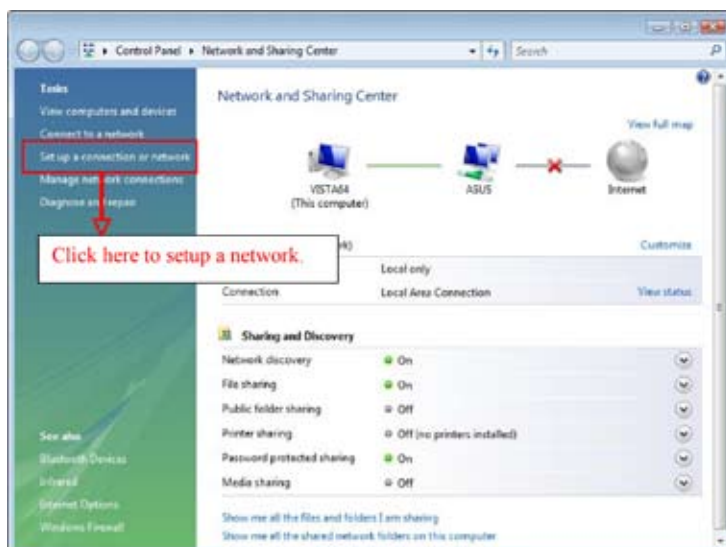 Control Panel ▸ Network and Sharing Center
Search
Tasks
View computers and devices
Connect to a network
Set up a connection or network
Manage network connections
Diagnose and repair
Click here to setup a network.
See also
Bluetooth Devices
Infrared
Internet Options
Windows Firewall
Network and Sharing Center
View full map
VISTA64
(This computer)
ASUS
Internet
Customize
Local only
Connection Local Area Connection View status
Sharing and Discovery
Network discovery On
File sharing On
Public folder sharing Off
Printer sharing Off (no printers installed)
Password protected sharing On
Media sharing Off
Show me all the files and folders I am sharing
Show me all the shared network folders on this computer